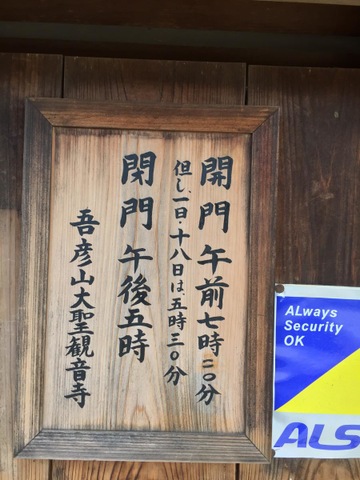 開門 午前七時二〇分
但し、一日・十八日は、五時三〇分
閉門 午後五時
吾彦山大聖観音寺
ALways
Security
OK
ALS